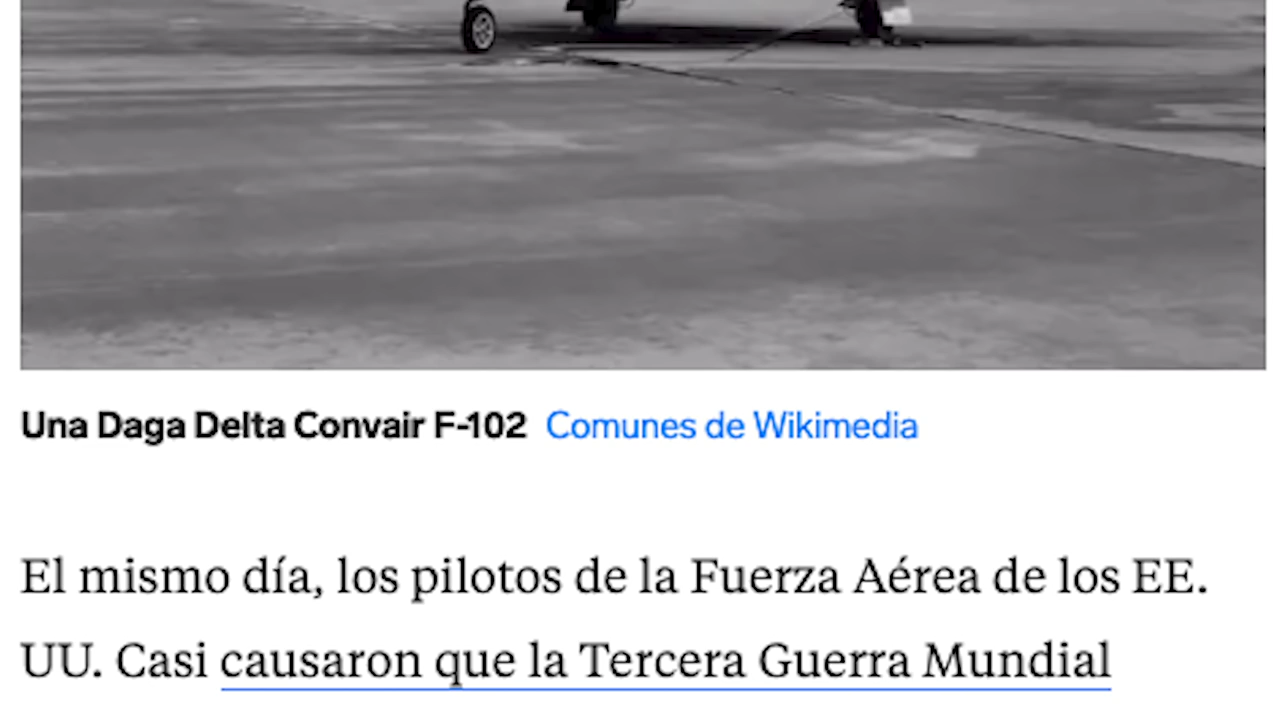 Una Daga Delta Convair F-102 Comunes de Wikimedia
El mismo día, los pilotos de la Fuerza Aérea de los EE.
UU. Casi causaron que la Tercera Guerra Mundial